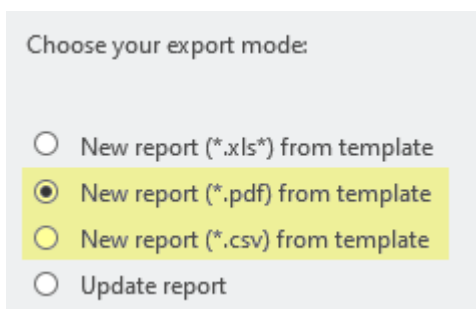 Choose your export mode:
New report (*.xls*) from template
New report (*.pdf) from template
New report (*.csv) from template
Update report